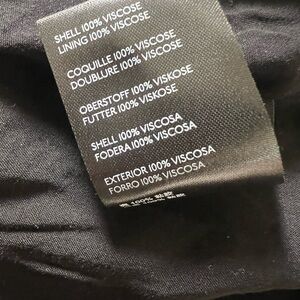 SHELL 100% VISCOSE
LINING 100% VISCOSE
COQUILLE 100% VISCOSE
DOUBLURE 100% VISCOSE
OBERSTOFF 100% VISKOSE
FUTTER 100% VISKOSE
SHELL 100% VISCOSA
FODERA 100% VISCOSA
EXTERIOR 100% VISCOSA
FORRO 100% VISCOSA
100%